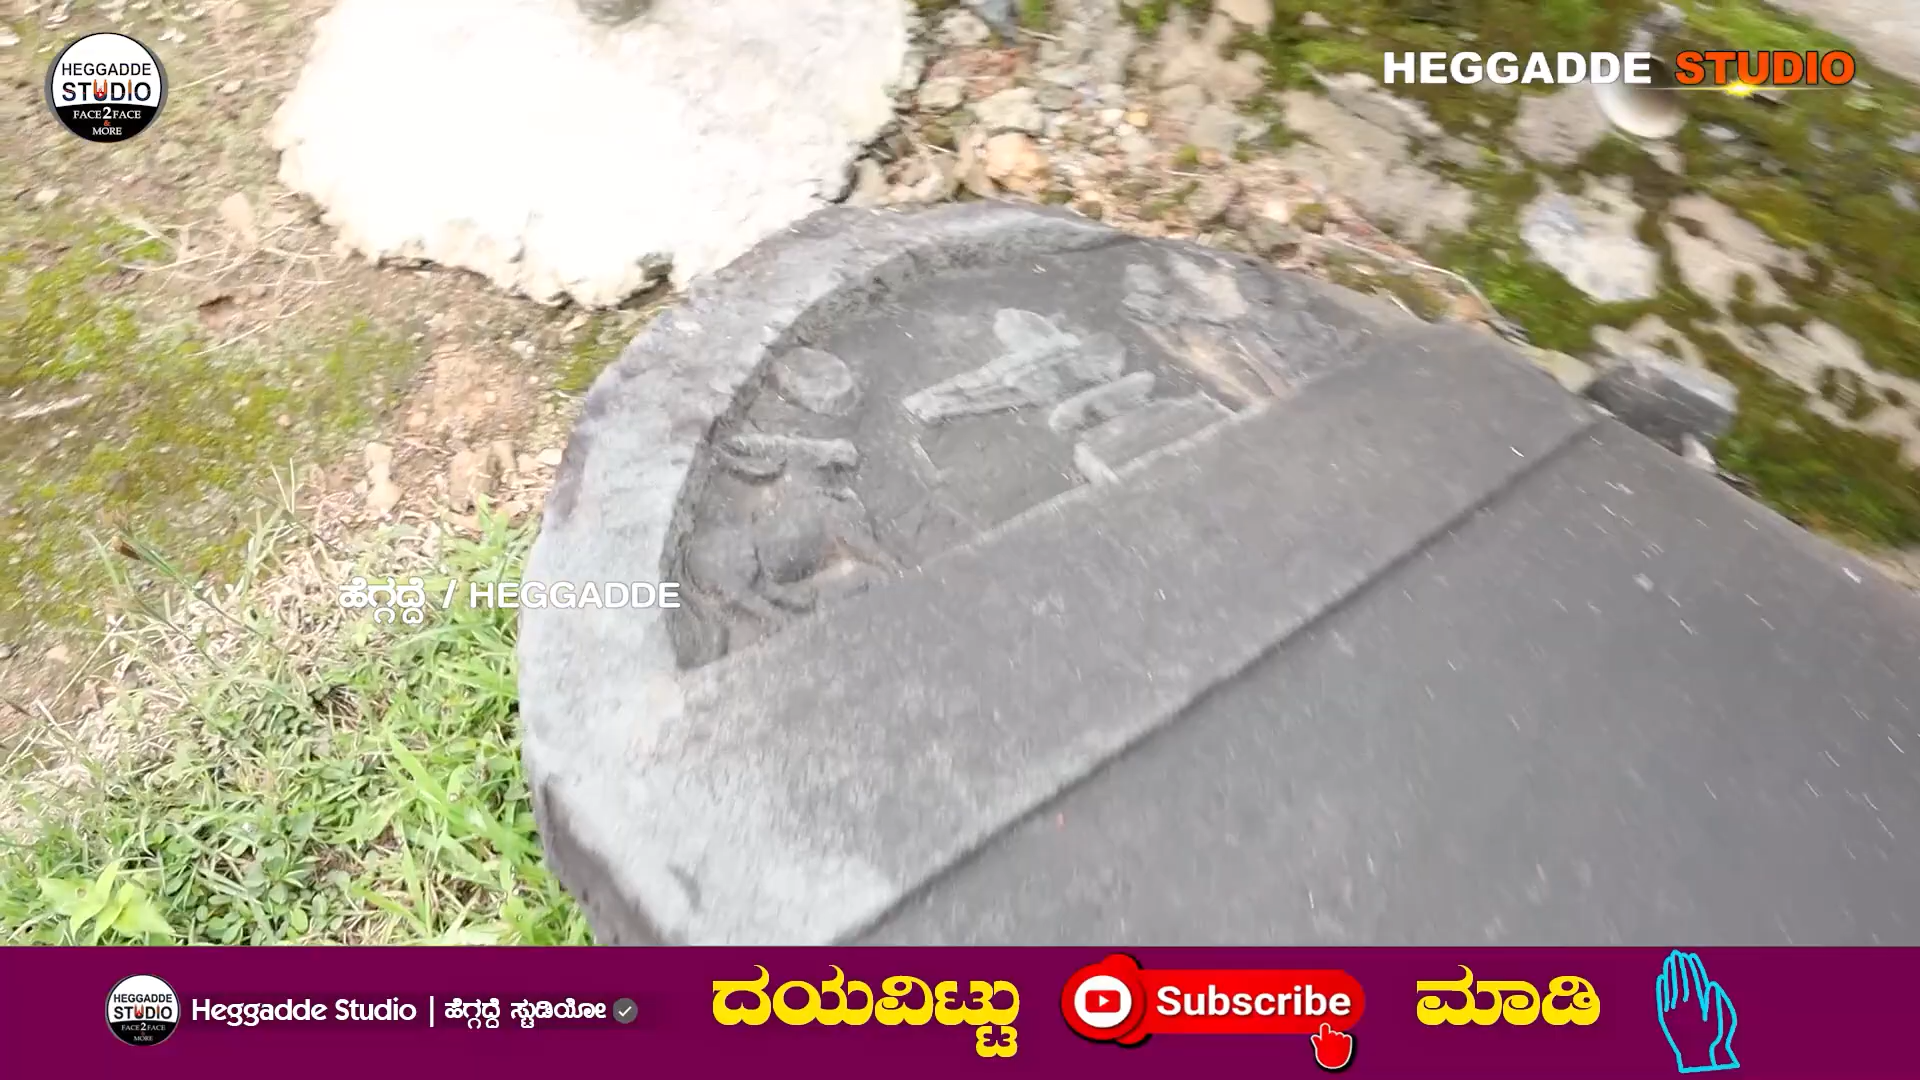 HEGGADDE
STUDIO
FACE2FACE
&
MORE
HEGGADDE STUDIO
ಹೆಗ್ಗದ್ದೆ / HEGGADDE
HEGGADDE
STUDIO
FACE2FACE
&
MORE
Heggadde Studio | ಹೆಗ್ಗದ್ದೆ ಸ್ಟುಡಿಯೋ
ದಯವಿಟ್ಟು Subscribe ಮಾಡಿ